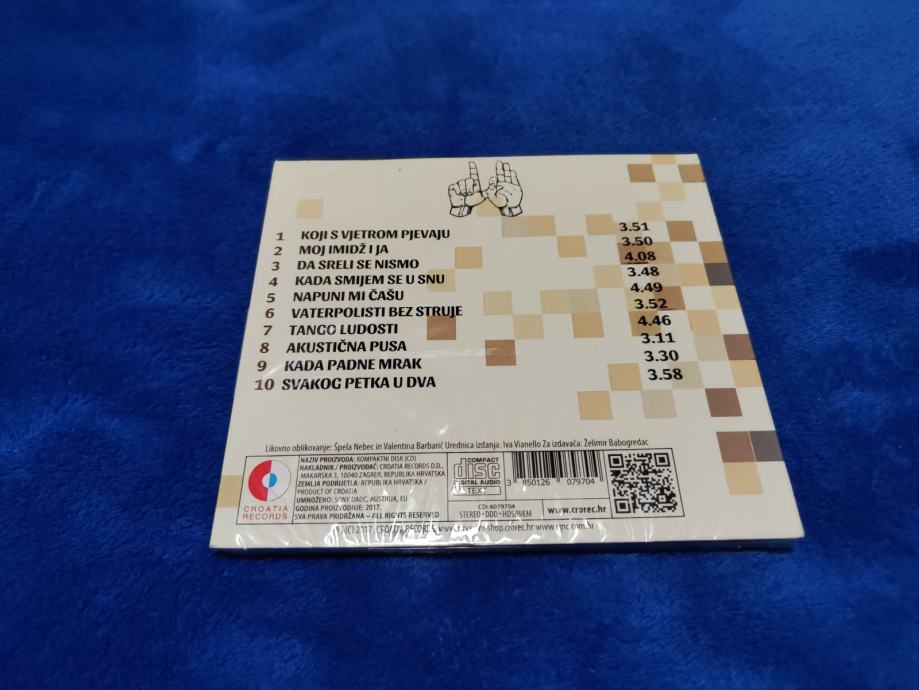 1 KOJI S VJETROM PJEVAJU 3.51
2 MOJ IMIDŽ I JA 3.50
3 DA SRELI SE NISMO 4.08
4 KADA SMIJEM SE U SNU 3.48
5 NAPUNI MI ČAŠU 4.49
6 VATERPOLISTI BEZ STRUJE 3.52
7 TANGO LUDOSTI 4.46
8 AKUSTIČNA PUSA 3.11
9 KADA PADNE MRAK 3.30
10 SVAKOG PETKA U DVA 3.58
Likovno oblikovanje: Špela Nebec in Valentina Barbarič Urednica izdanja: Iva Vianello Za izdavača: Želimir Babogredac
CROATIA
RECORDS
NAZIV PROIZVODA: KOMPAKTNI DISK (CD)
NAKLADNIK / PROIZVOĐAČ: CROATIA RECORDS D.D.,
MAKARSKA 3, 10040 ZAGREB, REPUBLIKA HRVATSKA
ZEMLJA PODRIJETLA: REPUBLIKA HRVATSKA /
PRODUCT OF CROATIA
UMNOŽENO: SONY DADC, AUSTRIJA, EU
GODINA PROIZVODNJE: 2017.
SVA PRAVA PRIDRŽANA – /ALL RIGHTS RESERVED
COMPACT
disc
DIGITAL AUDIO
TEXT
3 850126 079704
CD: 6079704
STEREO • DDD • HDS/BIEM
www.crorec.hr
CROATIA RECORDS